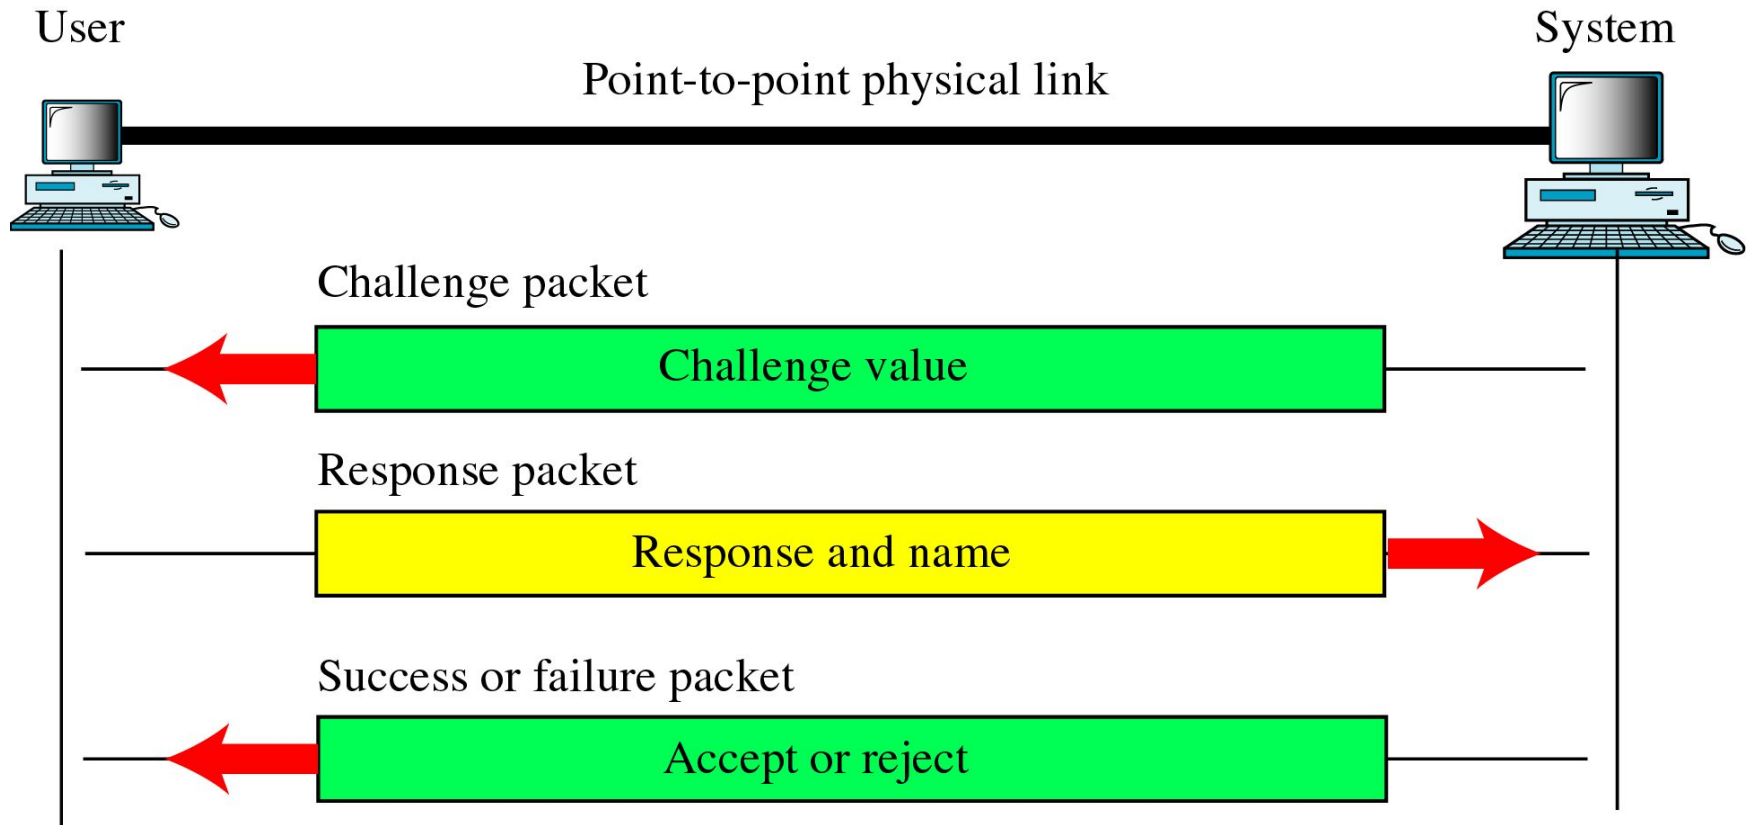 User
System
Point-to-point physical link
Challenge packet
Challenge value
Response packet
Response and name
Success or failure packet
Accept or reject